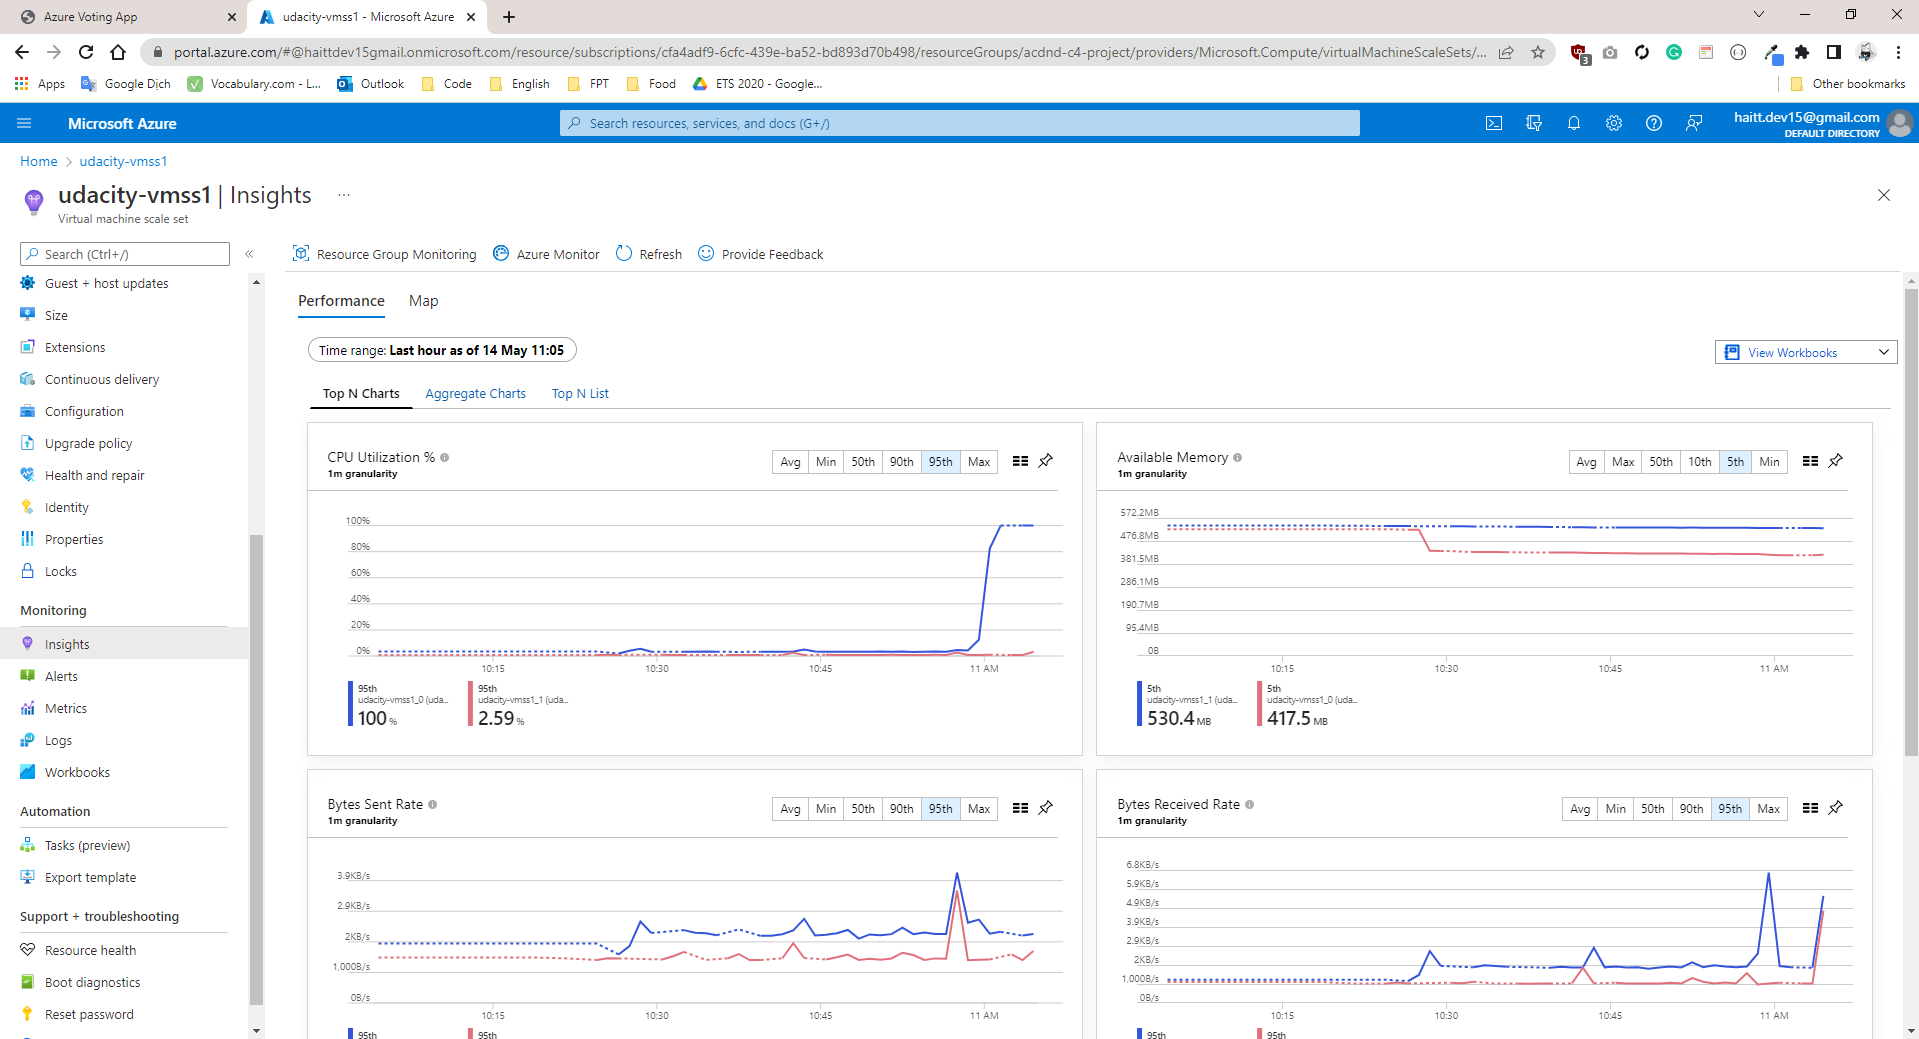 Azure Voting App
udacity-vmss1 - Microsoft Azure
portal.azure.com/#@haittdev15gmail.onmicrosoft.com/resource/subscriptions/cfa4adf9-6cfc-439e-ba52-bd893d70b498/resourceGroups/acdnd-c4-project/providers/Microsoft.Compute/virtualMachineScaleSets/...
3
Apps Google Dịch Vocabulary.com - L... Outlook Code English FPT Food ETS 2020 - Google... Other bookmarks
Microsoft Azure
Search resources, services, and docs (G+/)
haitt.dev15@gmail.com
DEFAULT DIRECTORY
Home > udacity-vmss1
udacity-vmss1 | Insights ...
Virtual machine scale set
Search (Ctrl+/)
«
Guest + host updates
Size
Extensions
Continuous delivery
Configuration
Upgrade policy
Health and repair
Identity
Properties
Locks
Monitoring
Insights
Alerts
Metrics
Logs
Workbooks
Automation
Tasks (preview)
Export template
Support + troubleshooting
Resource health
Boot diagnostics
Reset password
Resource Group Monitoring Azure Monitor Refresh Provide Feedback
Performance Map
Time range: Last hour as of 14 May 11:05
View Workbooks
Top N Charts Aggregate Charts Top N List
CPU Utilization %
1m granularity
Avg Min 50th 90th 95th Max
100%
80%
60%
40%
20%
0%
10:15 10:30 10:45 11 AM
95th
udacity-vmss1_0 (uda...
100 %
95th
udacity-vmss1_1 (uda...
2.59 %
Available Memory
1m granularity
Avg Max 50th 10th 5th Min
572.2MB
476.8MB
381.5MB
286.1MB
190.7MB
95.4MB
0B
10:15 10:30 10:45 11 AM
5th
udacity-vmss1_1 (uda...
530.4 MB
5th
udacity-vmss1_0 (uda...
417.5 MB
Bytes Sent Rate
1m granularity
Avg Min 50th 90th 95th Max
3.9KB/s
2.9KB/s
2KB/s
1,000B/s
0B/s
10:15 10:30 10:45 11 AM
95th 95th
Bytes Received Rate
1m granularity
Avg Min 50th 90th 95th Max
6.8KB/s
5.9KB/s
4.9KB/s
3.9KB/s
2.9KB/s
2KB/s
1,000B/s
0B/s
10:15 10:30 10:45 11 AM
95th 95th